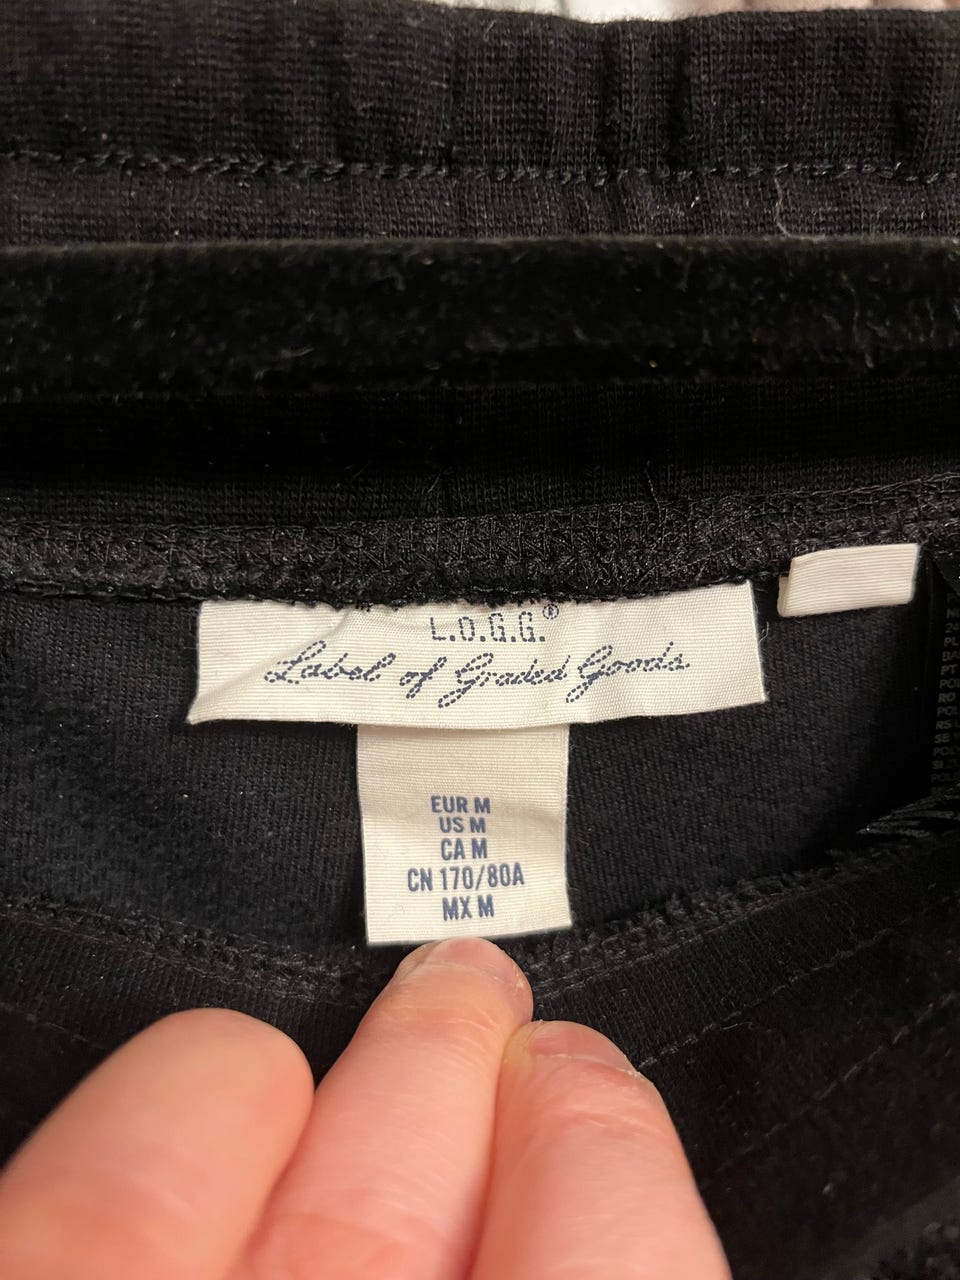 L.O.G.G.®
Label of Graded Goods
EUR M
US M
CA M
CN 170/80A
MX M